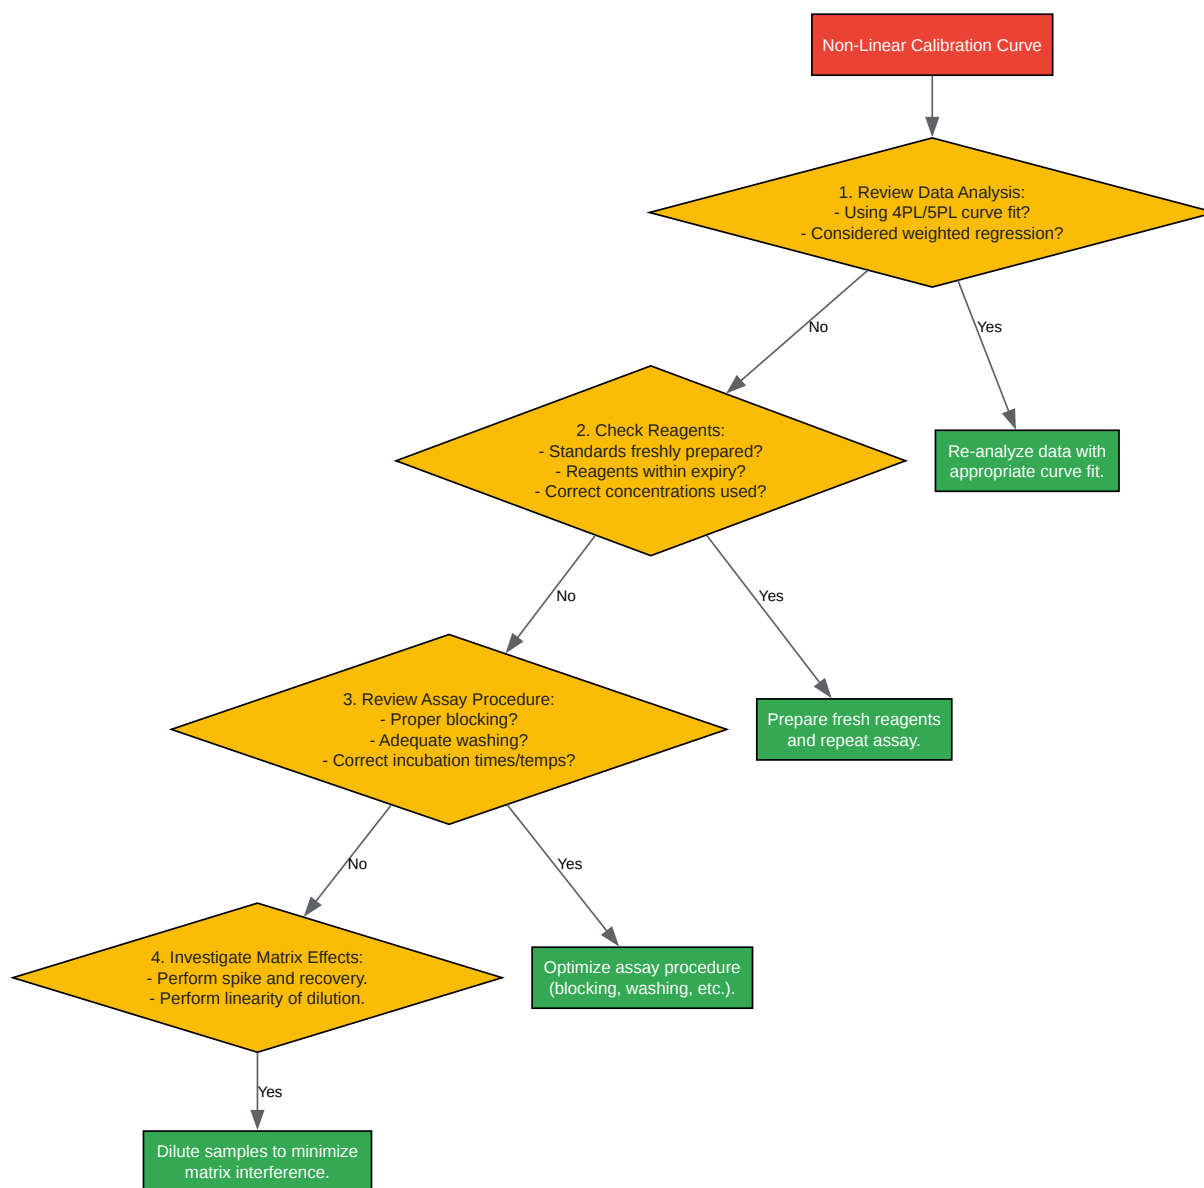 Non-Linear Calibration Curve
1. Review Data Analysis:
- Using 4PL/5PL curve fit?
- Considered weighted regression?
No
Yes
2. Check Reagents:
- Standards freshly prepared?
- Reagents within expiry?
- Correct concentrations used?
Re-analyze data with
appropriate curve fit.
No
Yes
3. Review Assay Procedure:
- Proper blocking?
- Adequate washing?
- Correct incubation times/temps?
Prepare fresh reagents
and repeat assay.
No
Yes
4. Investigate Matrix Effects:
- Perform spike and recovery.
- Perform linearity of dilution.
Optimize assay procedure
(blocking, washing, etc.).
Yes
Dilute samples to minimize
matrix interference.